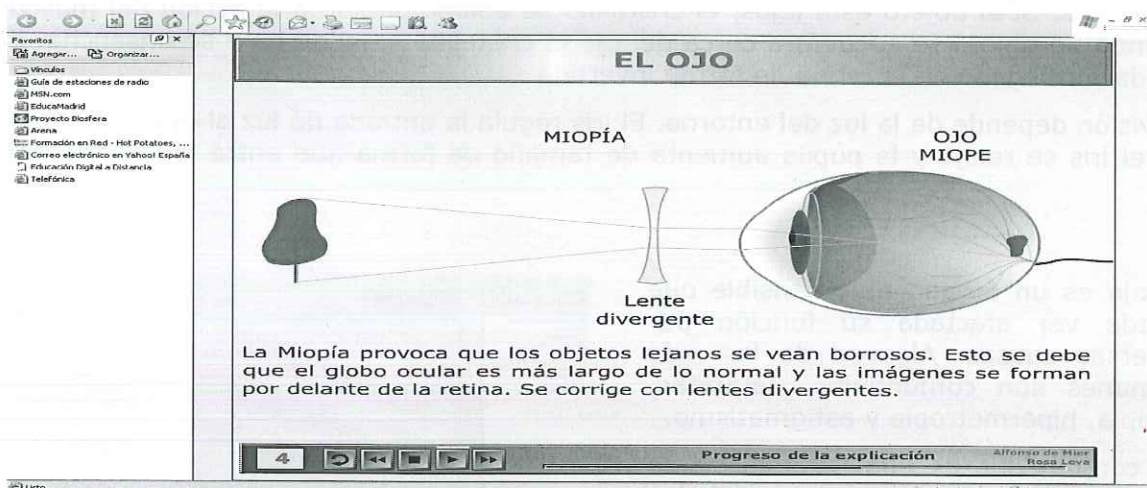 Favoritos
Agregar... Organizar...
Vínculos
Guía de estaciones de radio
MSN.com
EducaMadrid
Proyecto Biosfera
Arena
Formación en Red - Hot Potatoes, ...
Correo electrónico en Yahoo! España
Educación Digital a Distancia
Telefónica
EL OJO
MIOPÍA
OJO
MIOPE
Lente
divergente
La Miopía provoca que los objetos lejanos se vean borrosos. Esto se debe
que el globo ocular es más largo de lo normal y las imágenes se forman
por delante de la retina. Se corrige con lentes divergentes.
4
Progreso de la explicación
Alfonso de Mier
Rosa Leva
Listo